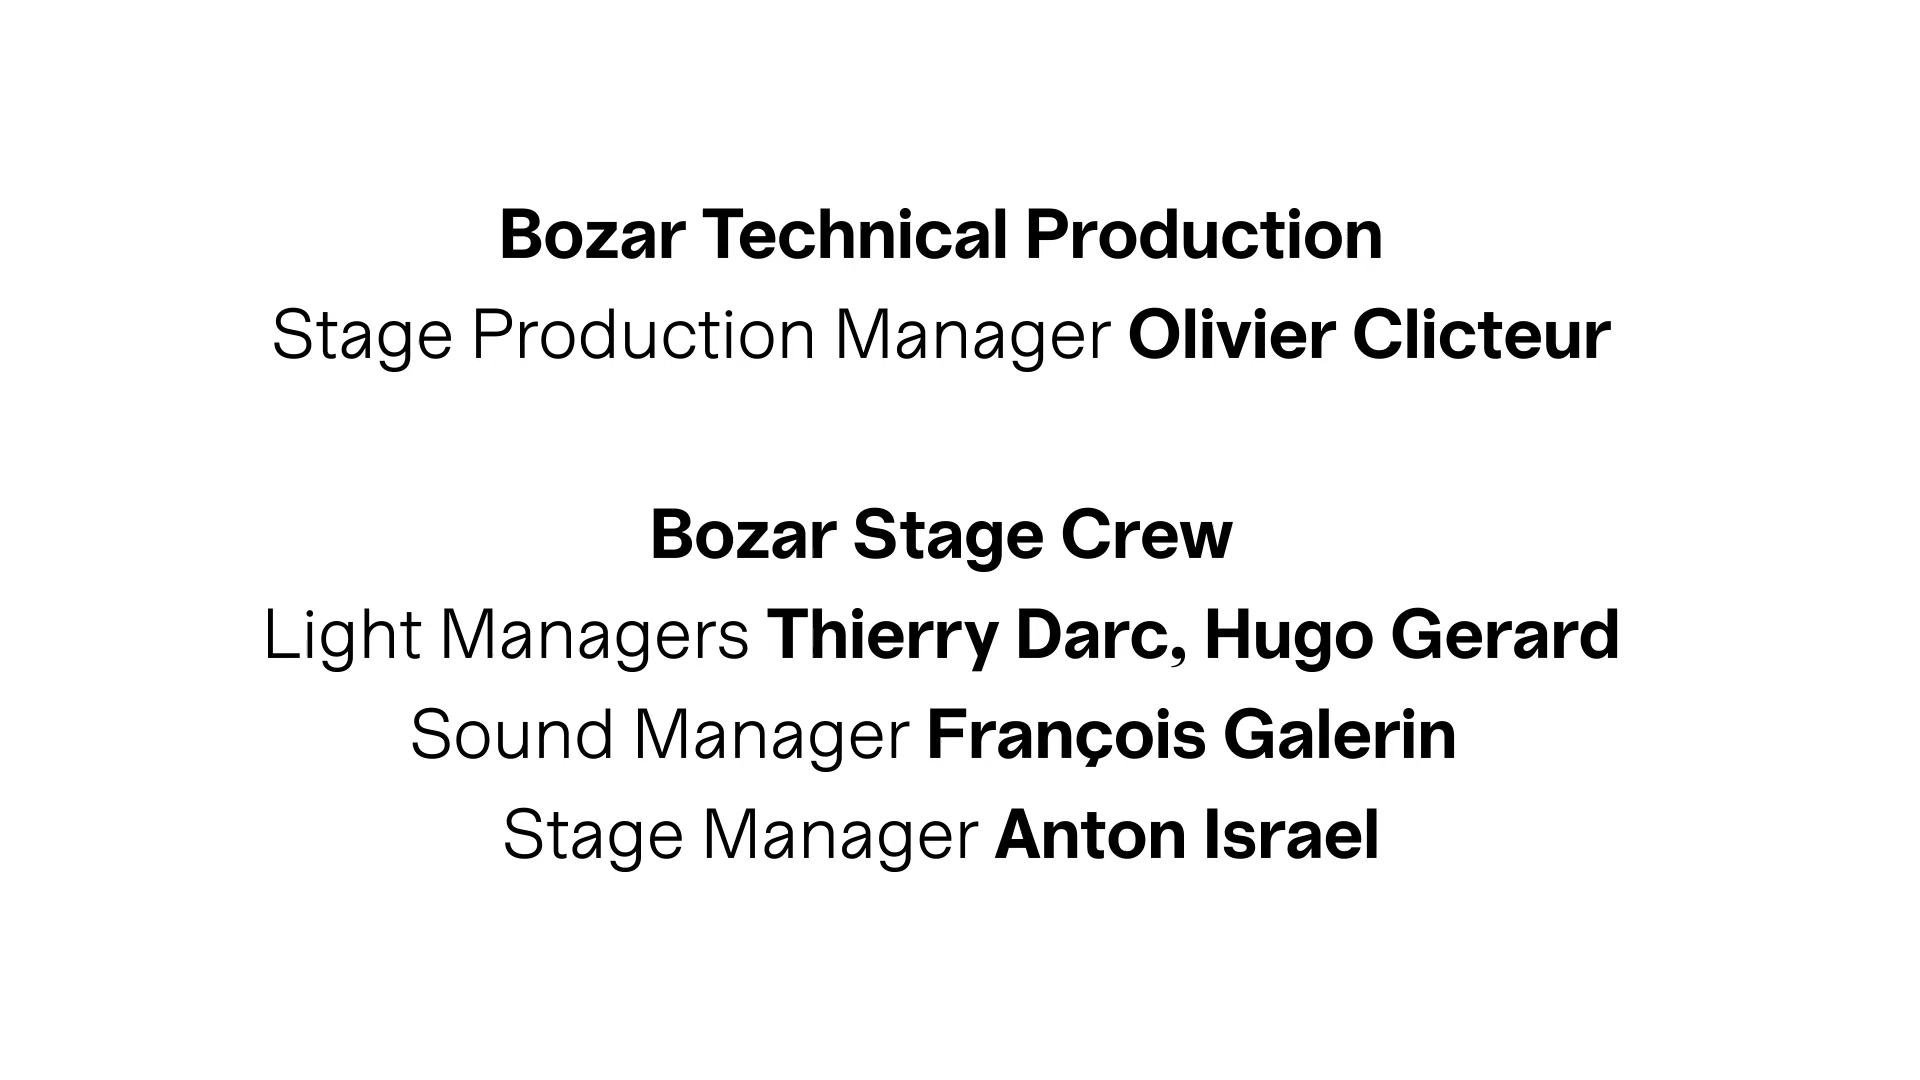 Bozar Technical Production
Stage Production Manager Olivier Clicteur
Bozar Stage Crew
Light Managers Thierry Darc, Hugo Gerard
Sound Manager François Galerin
Stage Manager Anton Israel